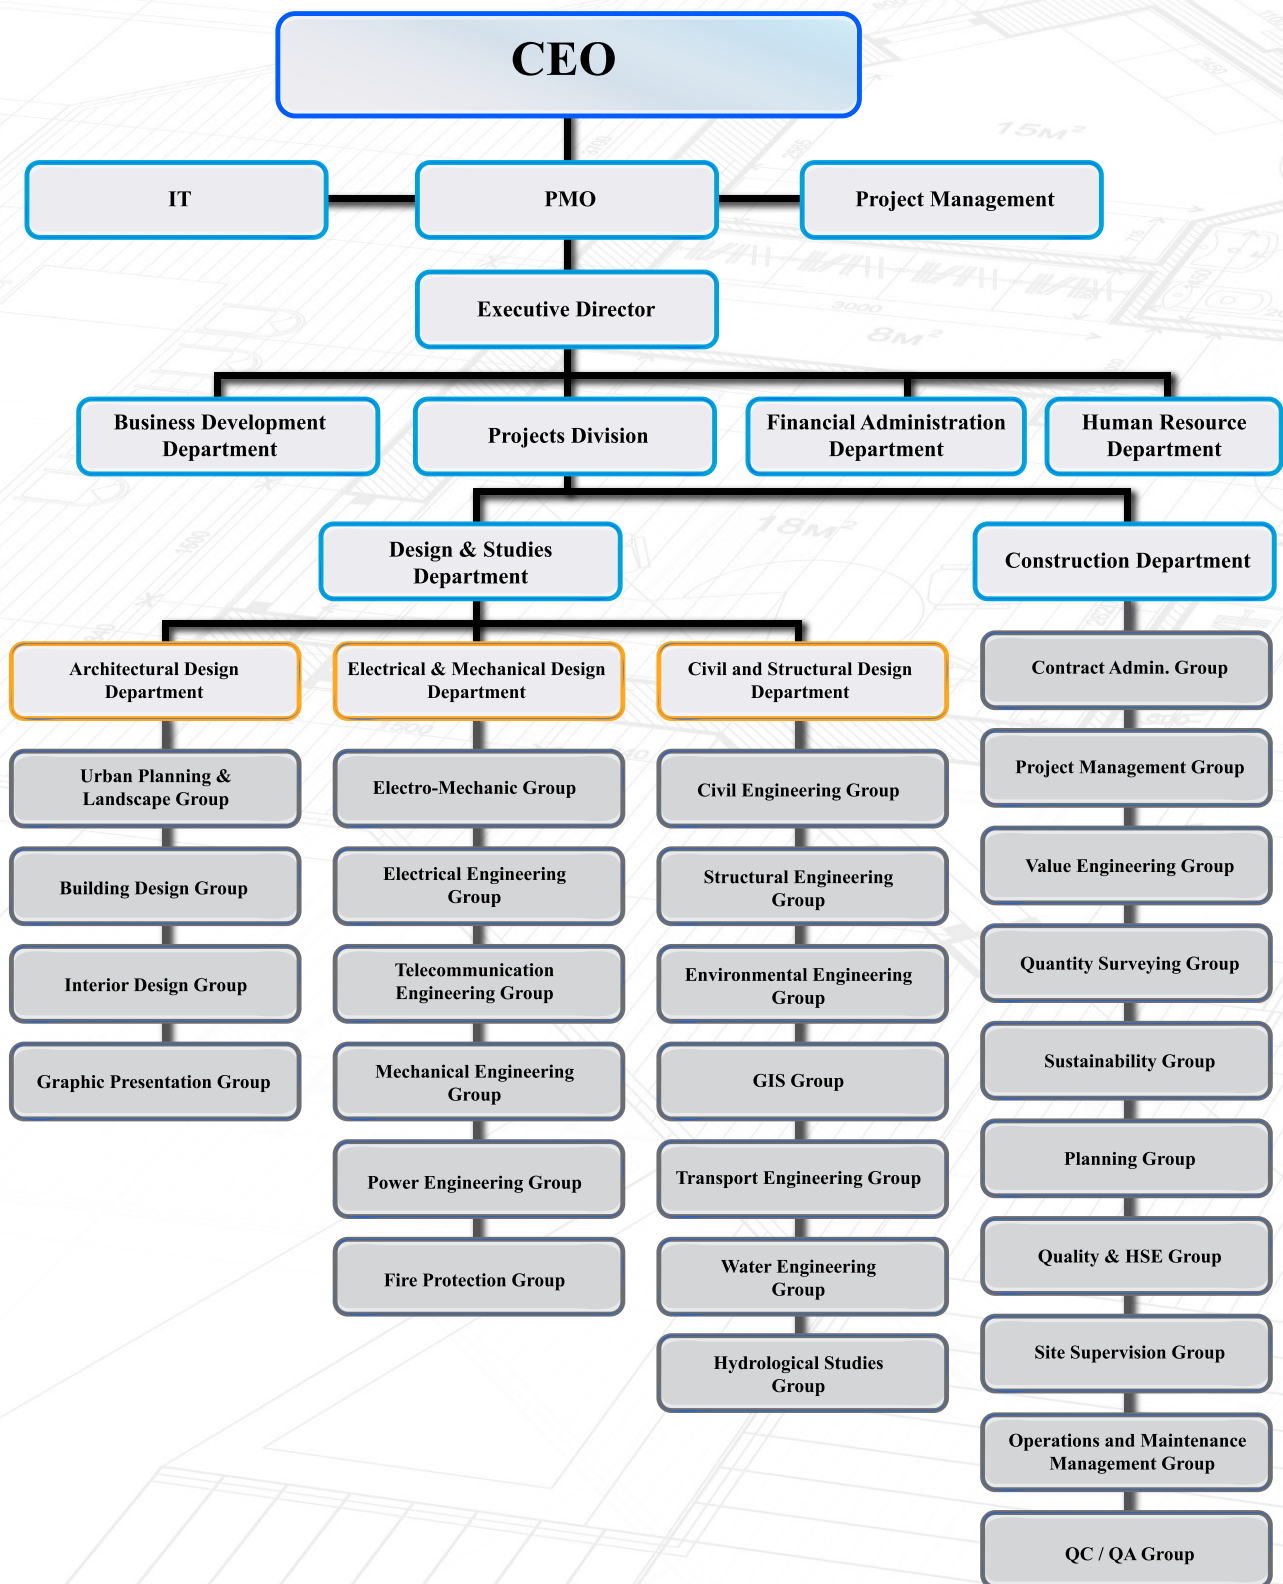 CEO
IT
PMO
Project Management
Executive Director
Business Development
Department
Projects Division
Financial Administration
Department
Human Resource
Department
Design & Studies
Department
Construction Department
Architectural Design
Department
Urban Planning &
Landscape Group
Building Design Group
Interior Design Group
Graphic Presentation Group
Electrical & Mechanical Design
Department
Electro-Mechanic Group
Electrical Engineering
Group
Telecommunication
Engineering Group
Mechanical Engineering
Group
Power Engineering Group
Fire Protection Group
Civil and Structural Design
Department
Civil Engineering Group
Structural Engineering
Group
Environmental Engineering
Group
GIS Group
Transport Engineering Group
Water Engineering
Group
Hydrological Studies
Group
Contract Admin. Group
Project Management Group
Value Engineering Group
Quantity Surveying Group
Sustainability Group
Planning Group
Quality & HSE Group
Site Supervision Group
Operations and Maintenance
Management Group
QC / QA Group
15M²
3000
8M²
18M²